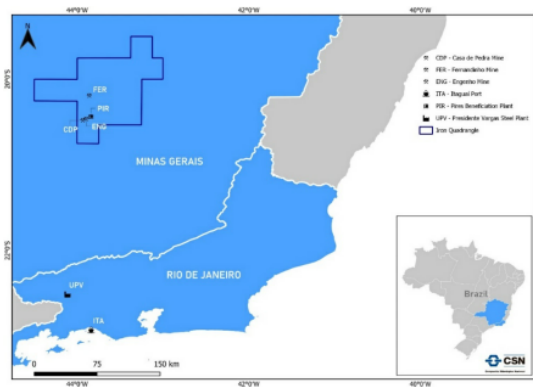 44°0'W 42°0'W 40°0'W
N
20°0'S
22°0'S
FER
PIR
CDP
ENG
MINAS GERAIS
RIO DE JANEIRO
UPV
ITA
CDP - Casa de Pedra Mine
FER - Fernandinho Mine
ENG - Engenho Mine
ITA - Itaguaí Port
PIR - Pires Beneficiation Plant
UPV - Presidente Vargas Steel Plant
Iron Quadrangle
Brazil
CSN
0 75 150 km
44°0'W 42°0'W 40°0'W